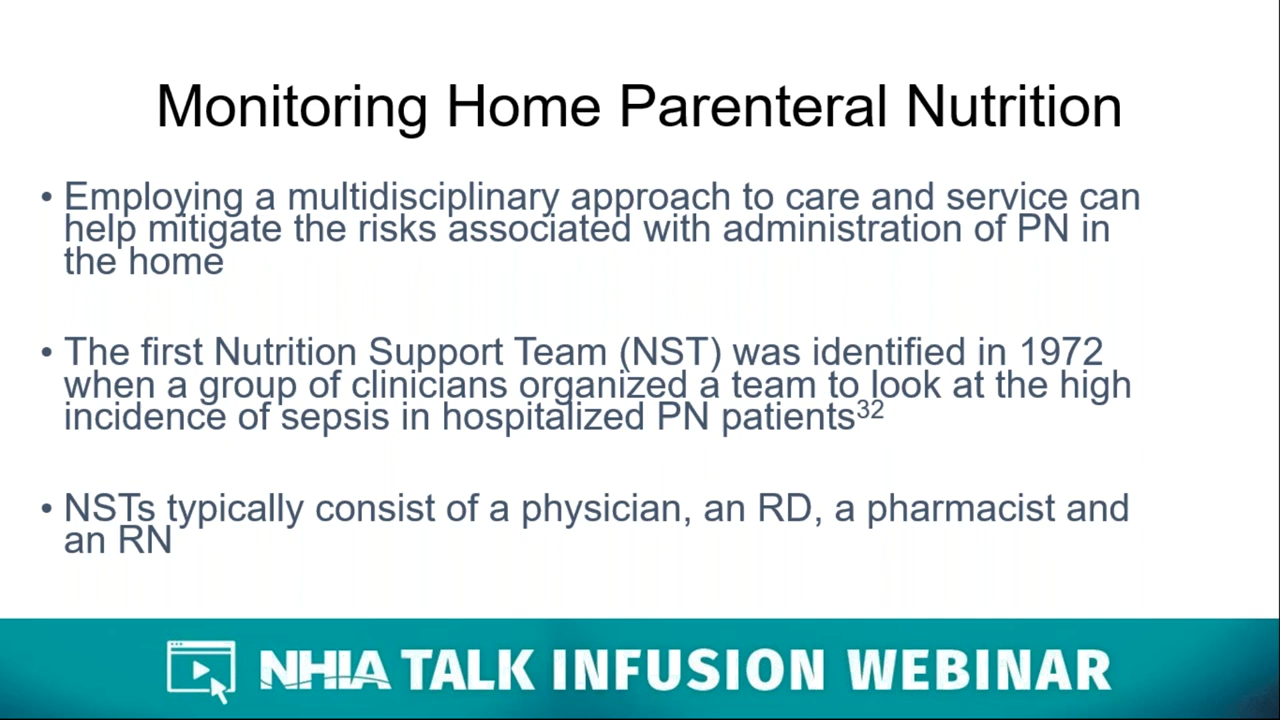 Monitoring Home Parenteral Nutrition
• Employing a multidisciplinary approach to care and service can
help mitigate the risks associated with administration of PN in
the home
• The first Nutrition Support Team (NST) was identified in 1972
when a group of clinicians organized a team to look at the high
incidence of sepsis in hospitalized PN patients³²
• NSTs typically consist of a physician, an RD, a pharmacist and
an RN
NHIA TALK INFUSION WEBINAR